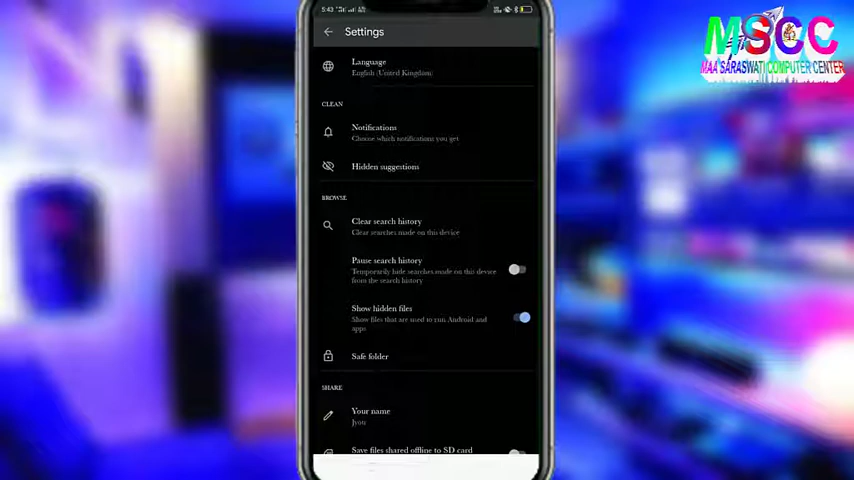 5:43
Settings
MSCC
MAA SARASWATI COMPUTER CENTER
Language
English (United Kingdom)
CLEAN
Notifications
Choose which notifications you get
Hidden suggestions
BROWSE
Clear search history
Clear searches made on this device
Pause search history
Temporarily hide searches made on this device
from the search history
Show hidden files
Show files that are used to run Android and
apps
Safe folder
SHARE
Your name
Jyoti
Save files shared offline to SD card